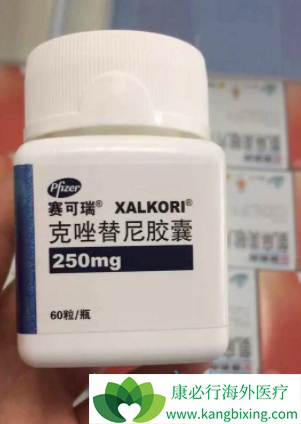 Pfizer
赛可瑞® XALKORI®
克唑替尼胶囊
250mg
60粒/瓶
康必行海外医疗
www.kangbixing.com